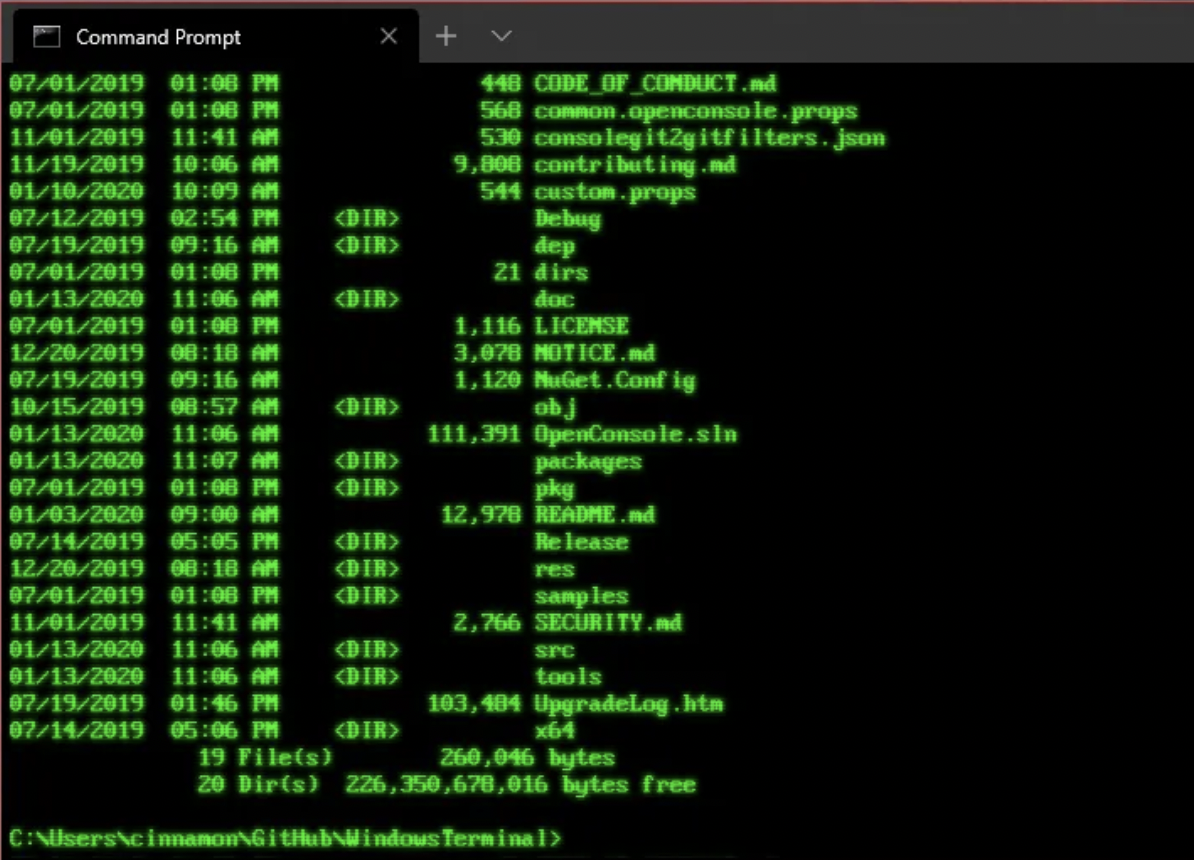 Command Prompt
07/01/2019  01:08 PM               448 CODE_OF_CONDUCT.md
07/01/2019  01:08 PM               568 common.openconsole.props
11/01/2019  11:41 AM               530 consolegit2gitfilters.json
11/19/2019  10:06 AM             9,808 contributing.md
01/10/2020  10:09 AM               544 custom.props
07/12/2019  02:54 PM    <DIR>          Debug
07/19/2019  09:16 AM    <DIR>          dep
07/01/2019  01:08 PM                21 dirs
01/13/2020  11:06 AM    <DIR>          doc
07/01/2019  01:08 PM             1,116 LICENSE
12/20/2019  08:18 AM             3,078 NOTICE.md
07/19/2019  09:16 AM             1,120 NuGet.Config
10/15/2019  08:57 AM    <DIR>          obj
01/13/2020  11:06 AM           111,391 OpenConsole.sln
01/13/2020  11:07 AM    <DIR>          packages
07/01/2019  01:08 PM    <DIR>          pkg
01/03/2020  09:00 AM            12,978 README.md
07/14/2019  05:05 PM    <DIR>          Release
12/20/2019  08:18 AM    <DIR>          res
07/01/2019  01:08 PM    <DIR>          samples
11/01/2019  11:41 AM             2,766 SECURITY.md
01/13/2020  11:06 AM    <DIR>          src
01/13/2020  11:06 AM    <DIR>          tools
07/19/2019  01:46 PM           103,484 UpgradeLog.htm
07/14/2019  05:06 PM    <DIR>          x64
19 File(s)        260,046 bytes
20 Dir(s)  226,350,678,016 bytes free
C:\Users\cinnamon\GitHub\WindowsTerminal>